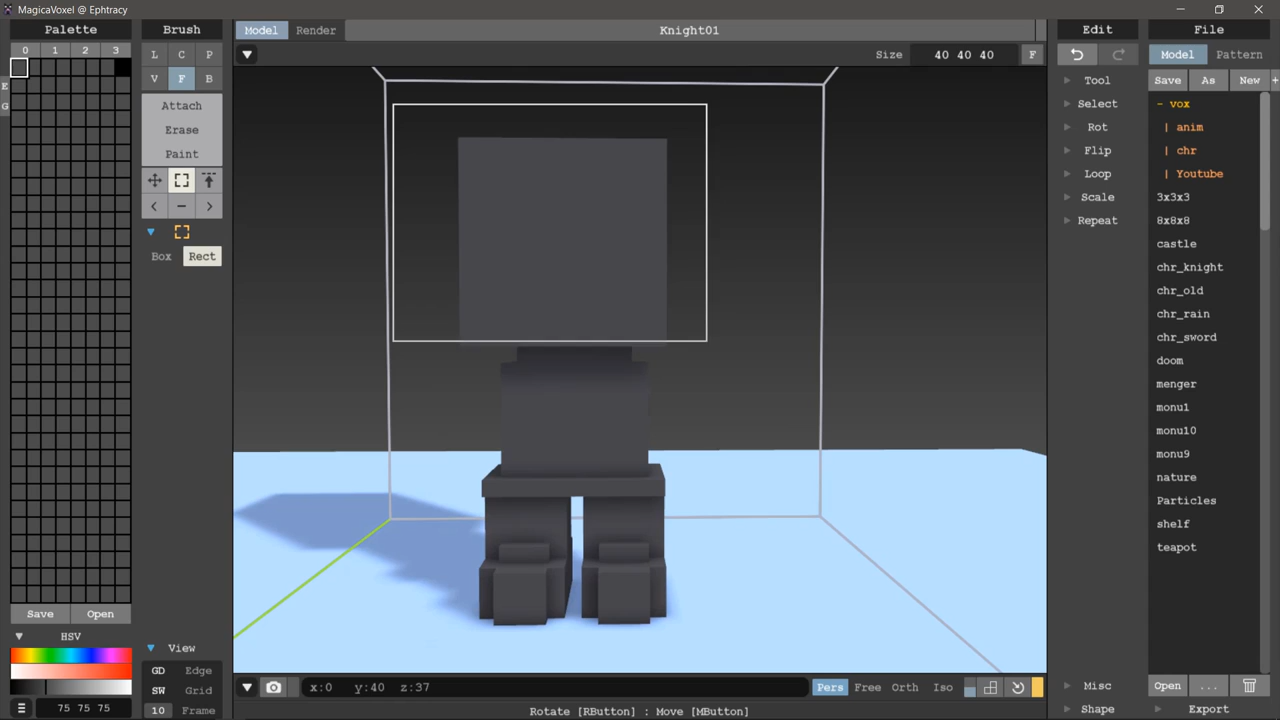 MagicaVoxel @ Ephtracy
Palette
Brush
Model
Render
Knight01
Edit
File
0 1 2 3
L C P
Size
40 40 40
F
Model
Pattern
V F B
Tool
Save
As
New
+
E
G
Attach
Select
- vox
Erase
Rot
| anim
Paint
Flip
| chr
Loop
| Youtube
Scale
3x3x3
Repeat
8x8x8
Box
Rect
castle
chr_knight
chr_old
chr_rain
chr_sword
doom
menger
monu1
monu10
monu9
nature
Particles
shelf
teapot
Save
Open
HSV
View
GD
Edge
SW
Grid
10
Frame
75 75 75
x:0 y:40 z:37
Pers
Free
Orth
Iso
Misc
Open
...
Rotate [RButton] : Move [MButton]
Shape
Export